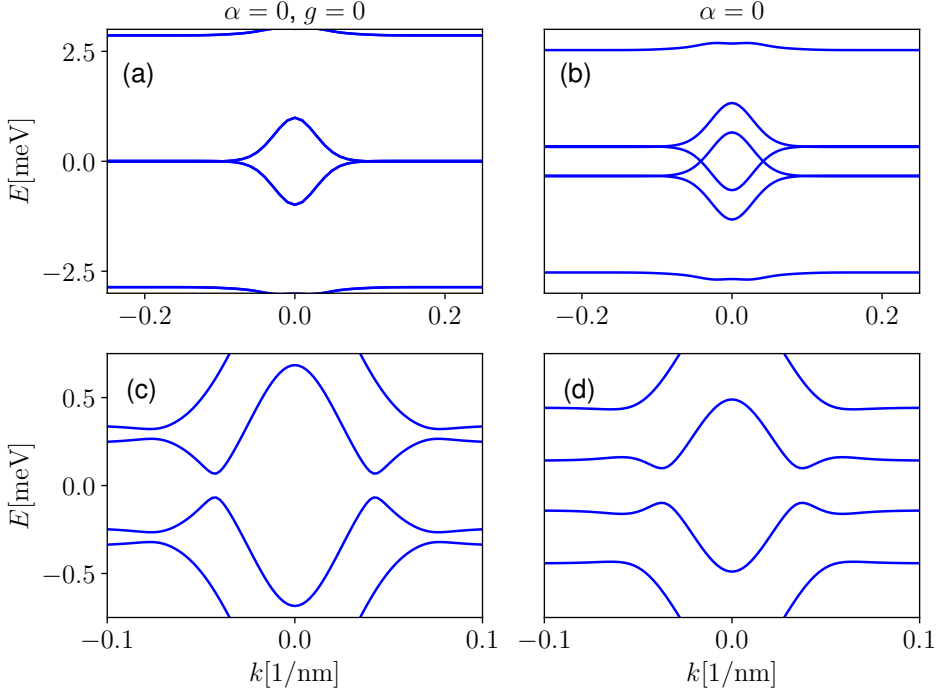 α = 0, g = 0
α = 0
(a)
(b)
2.5
0.0
−2.5
E[meV]
−0.2
0.0
0.2
−0.2
0.0
0.2
(c)
(d)
0.5
0.0
−0.5
E[meV]
−0.1
0.0
0.1
−0.1
0.0
0.1
k[1/nm]
k[1/nm]